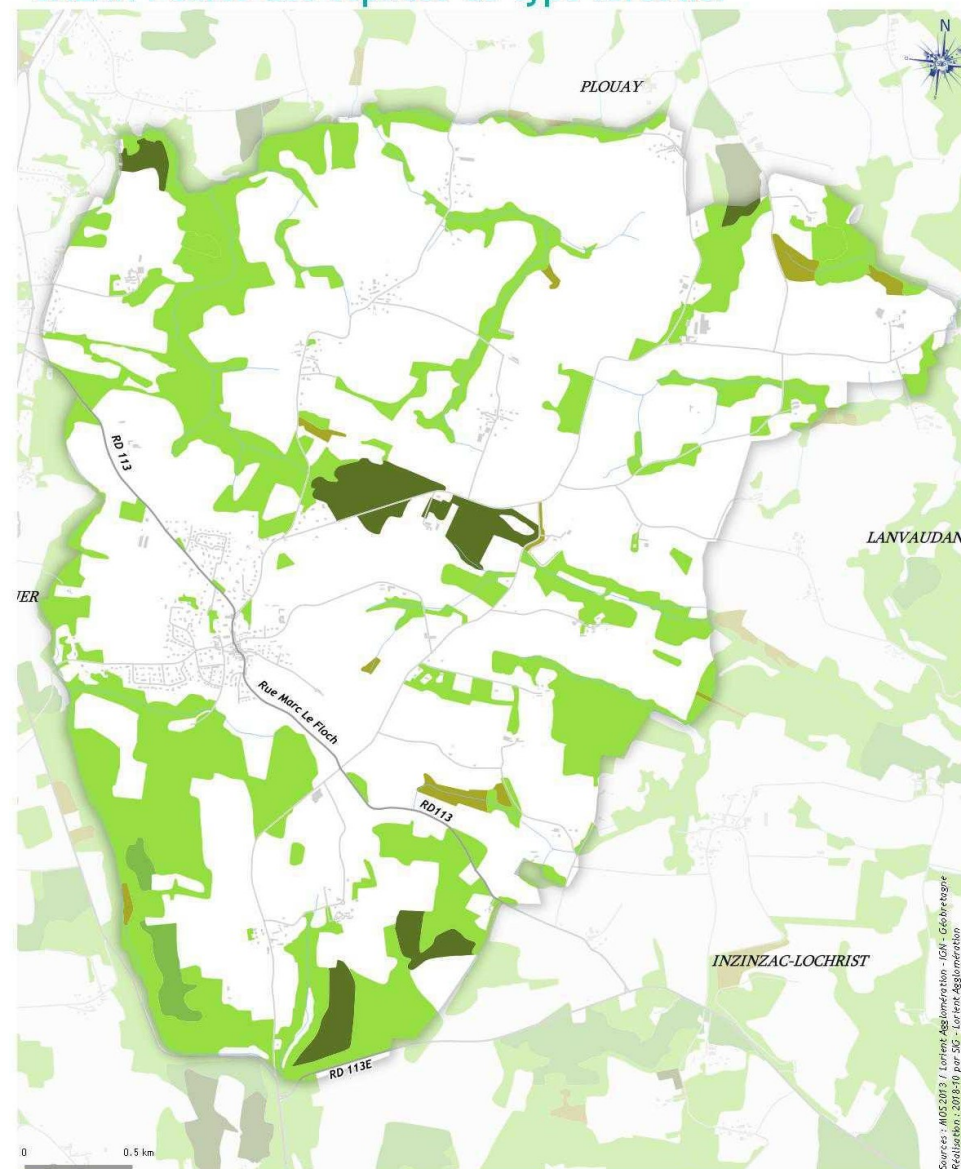 N
PLOUAY
RD 113
LANVAUDAN
UER
Rue Marc Le Floch
RD113
INZINZAC-LOCHRIST
RD 113E
0
0.5 km
Sources : MOS 2013 / Lorient Agglomération - IGN - Géobretagne
Réalisation : 2018-10 par SIG - Lorient Agglomération